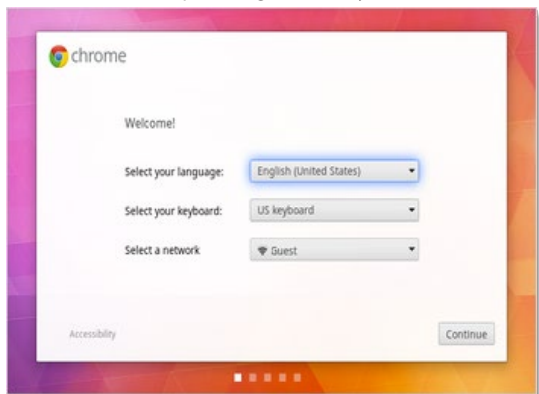 chrome
Welcome!
Select your language: English (United States)
Select your keyboard: US keyboard
Select a network Guest
Accessibility Continue